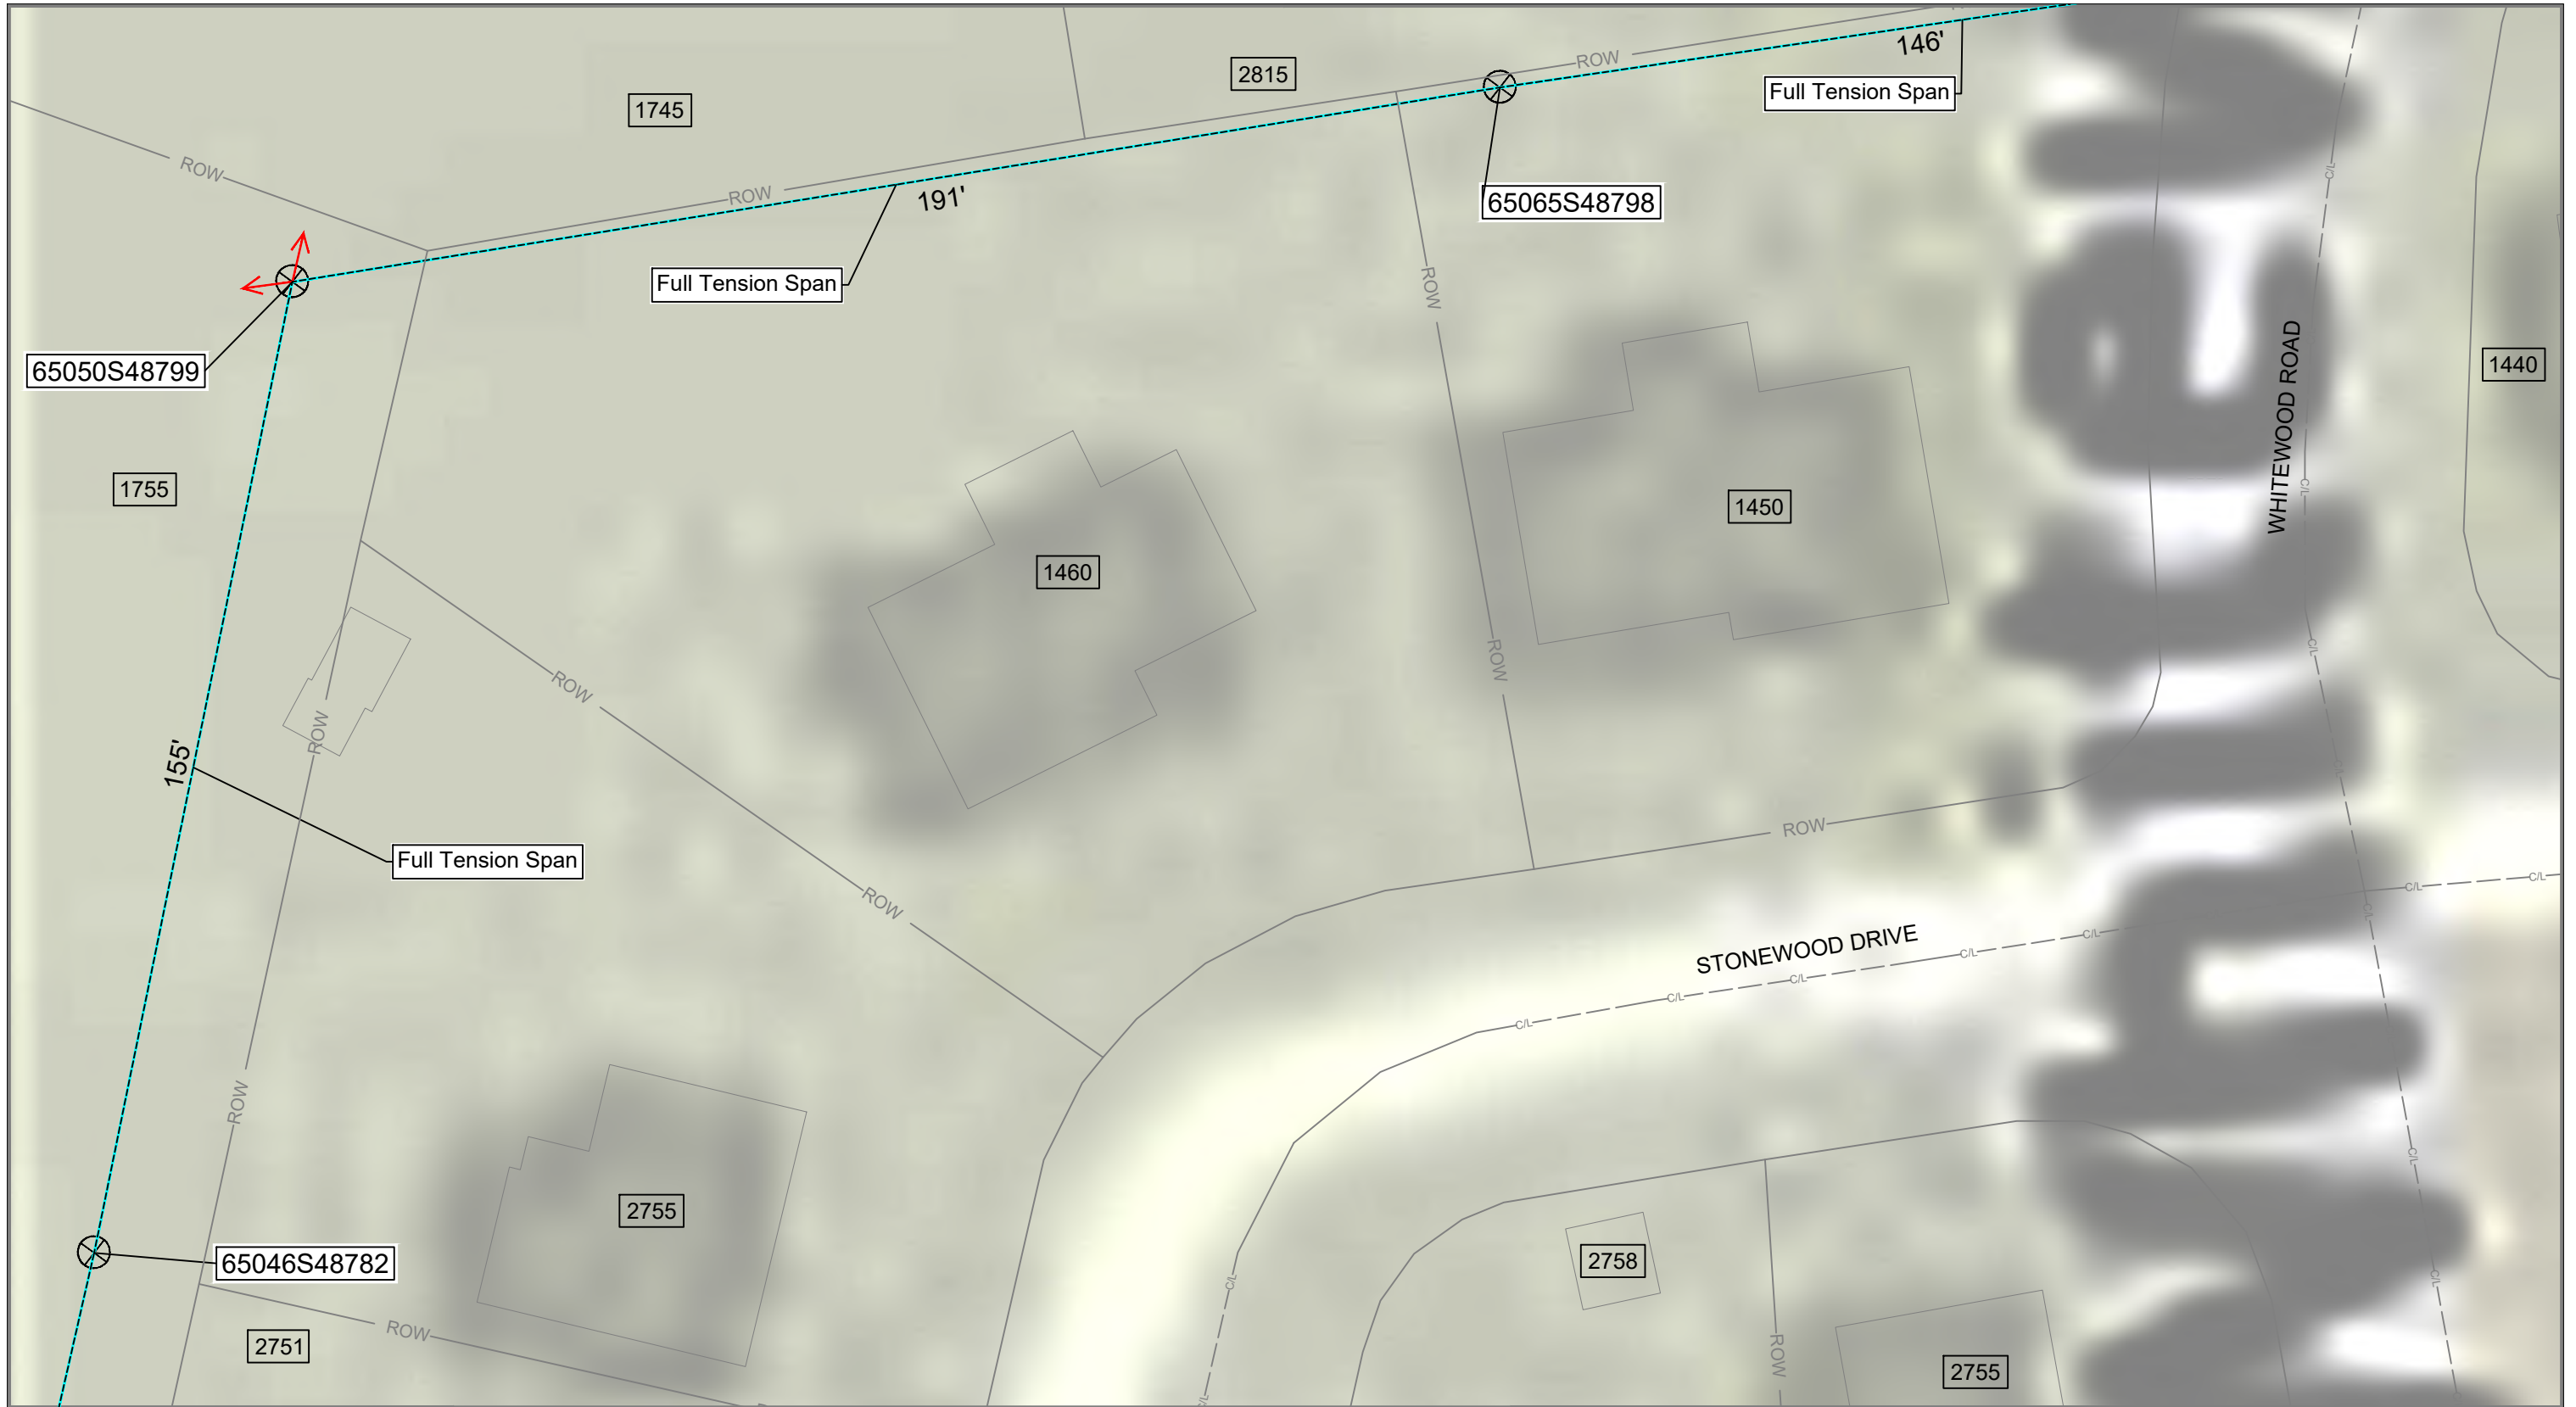 146'
ROW
2815
Full Tension Span
1745
ROW
C/L
ROW
191'
65065S48798
Full Tension Span
ROW
65050S48799
WHITEWOOD ROAD
1440
1755
C/L
1450
1460
ROW
C/L
ROW
ROW
155'
C/L
Full Tension Span
ROW
ROW
C/L
C/L
C/L
STONEWOOD DRIVE
C/L
C/L
C/L
C/L
C/L
ROW
C/L
2755
65046S48782
2758
C/L
C/L
2751
ROW
ROW
2755
C/L